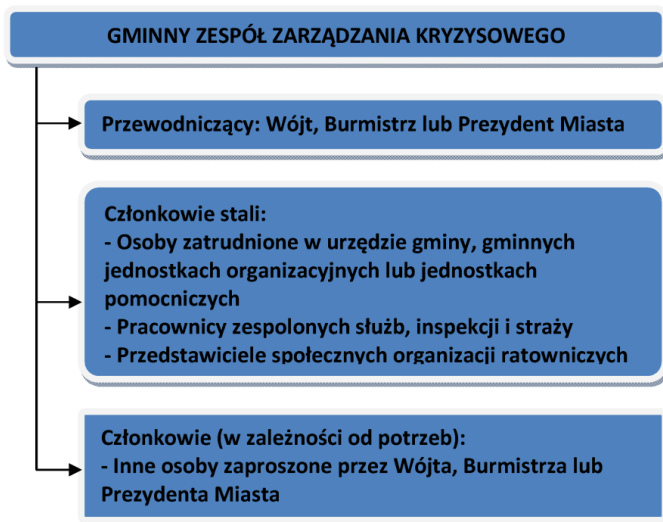 GMINNY ZESPÓŁ ZARZĄDZANIA KRYZYSOWEGO
Przewodniczący: Wójt, Burmistrz lub Prezydent Miasta
Członkowie stali:
- Osoby zatrudnione w urzędzie gminy, gminnych
jednostkach organizacyjnych lub jednostkach
pomocniczych
- Pracownicy zespolonych służb, inspekcji i straży
- Przedstawiciele społecznych organizacji ratowniczych
Członkowie (w zależności od potrzeb):
- Inne osoby zaproszone przez Wójta, Burmistrza lub
Prezydenta Miasta